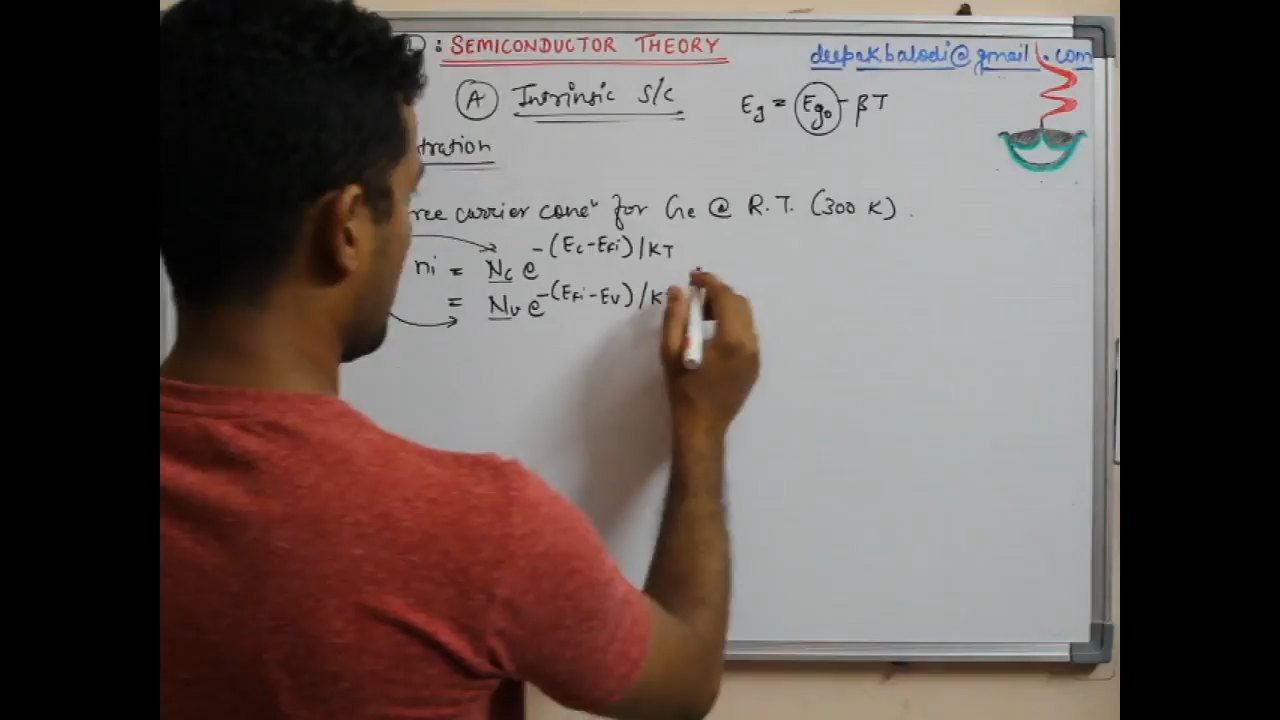 : SEMICONDUCTOR THEORY
deepakbalodi@gmail.com
A Intrinsic S/C
Eg = Eg₀ - βT
tration
ree carrier concⁿ for Ge @ R.T. (300 K).
ni = Nc e^-(Ec-EFi)/KT
= Nv e^-(EFi-Ev)/K